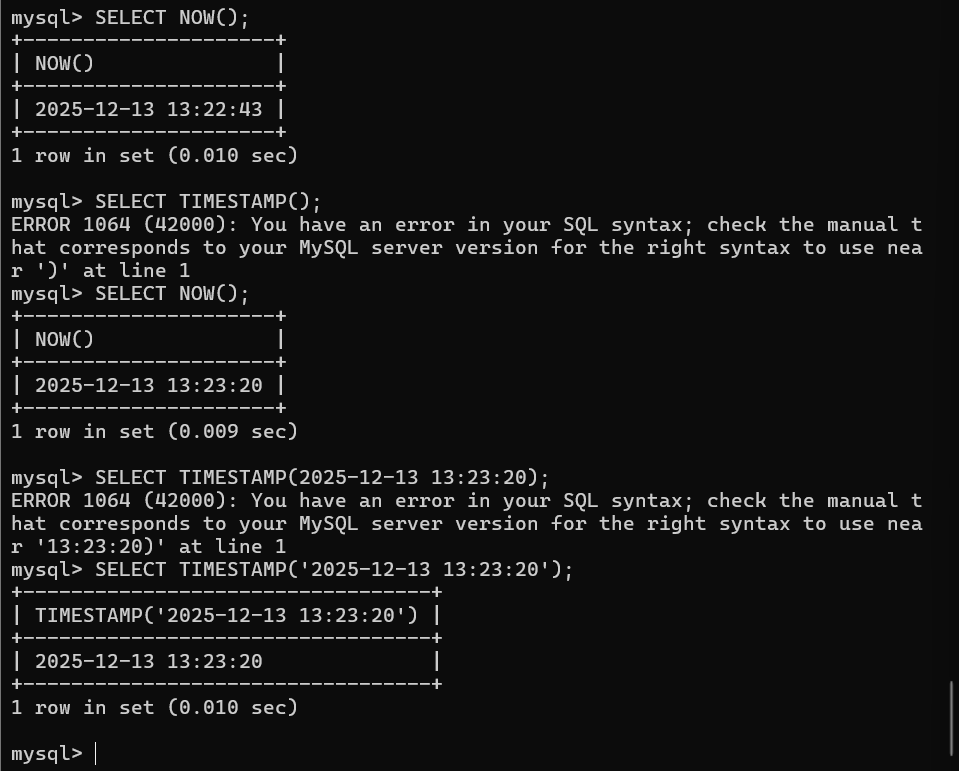 mysql> SELECT NOW();
+---------------------+
| NOW()               |
+---------------------+
| 2025-12-13 13:22:43 |
+---------------------+
1 row in set (0.010 sec)

mysql> SELECT TIMESTAMP();
ERROR 1064 (42000): You have an error in your SQL syntax; check the manual t
hat corresponds to your MySQL server version for the right syntax to use nea
r ')' at line 1
mysql> SELECT NOW();
+---------------------+
| NOW()               |
+---------------------+
| 2025-12-13 13:23:20 |
+---------------------+
1 row in set (0.009 sec)

mysql> SELECT TIMESTAMP(2025-12-13 13:23:20);
ERROR 1064 (42000): You have an error in your SQL syntax; check the manual t
hat corresponds to your MySQL server version for the right syntax to use nea
r '13:23:20)' at line 1
mysql> SELECT TIMESTAMP('2025-12-13 13:23:20');
+----------------------------------+
| TIMESTAMP('2025-12-13 13:23:20') |
+----------------------------------+
| 2025-12-13 13:23:20              |
+----------------------------------+
1 row in set (0.010 sec)

mysql>